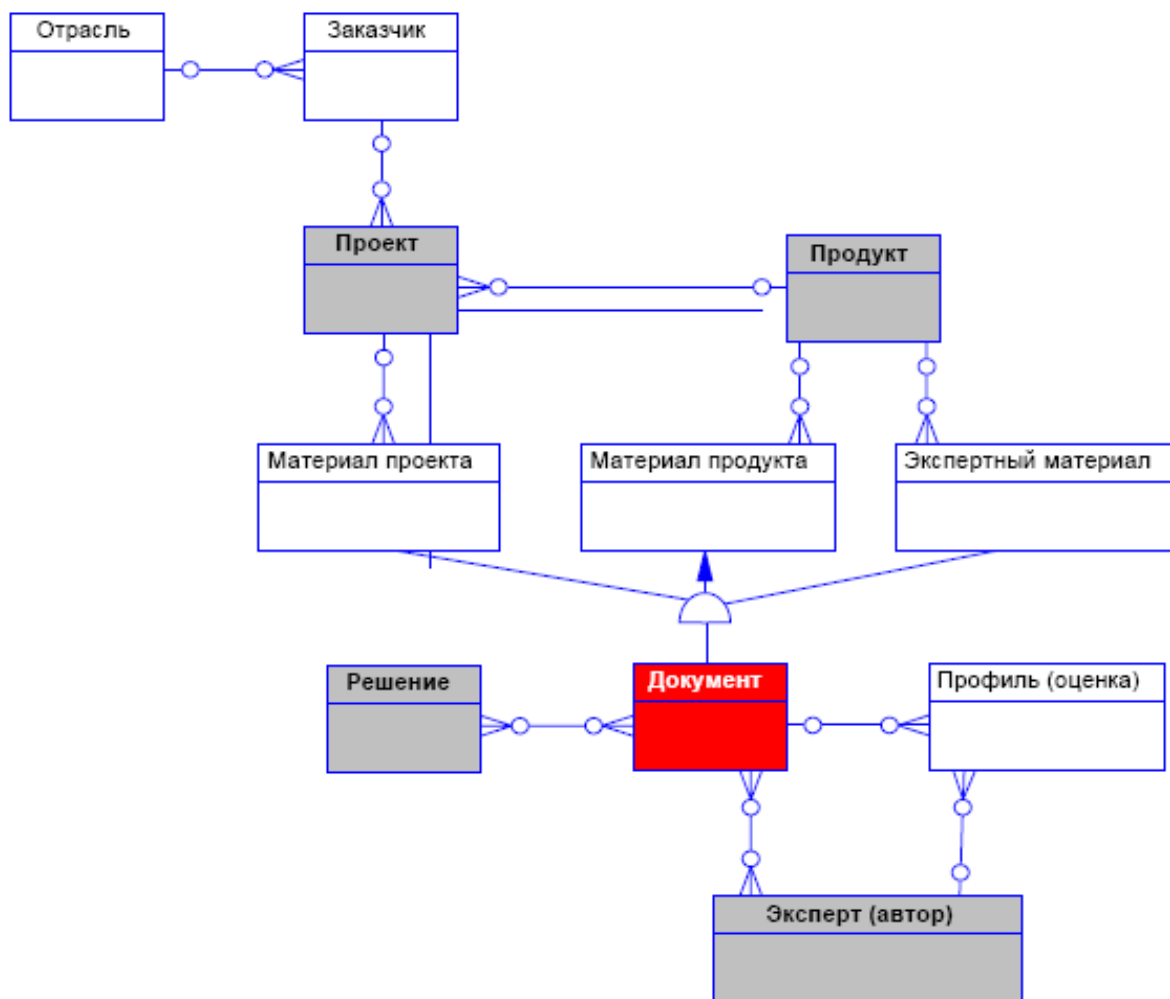 Отрасль
Заказчик
Проект
Продукт
Материал проекта
Материал продукта
Экспертный материал
Решение
Документ
Профиль (оценка)
Эксперт (автор)